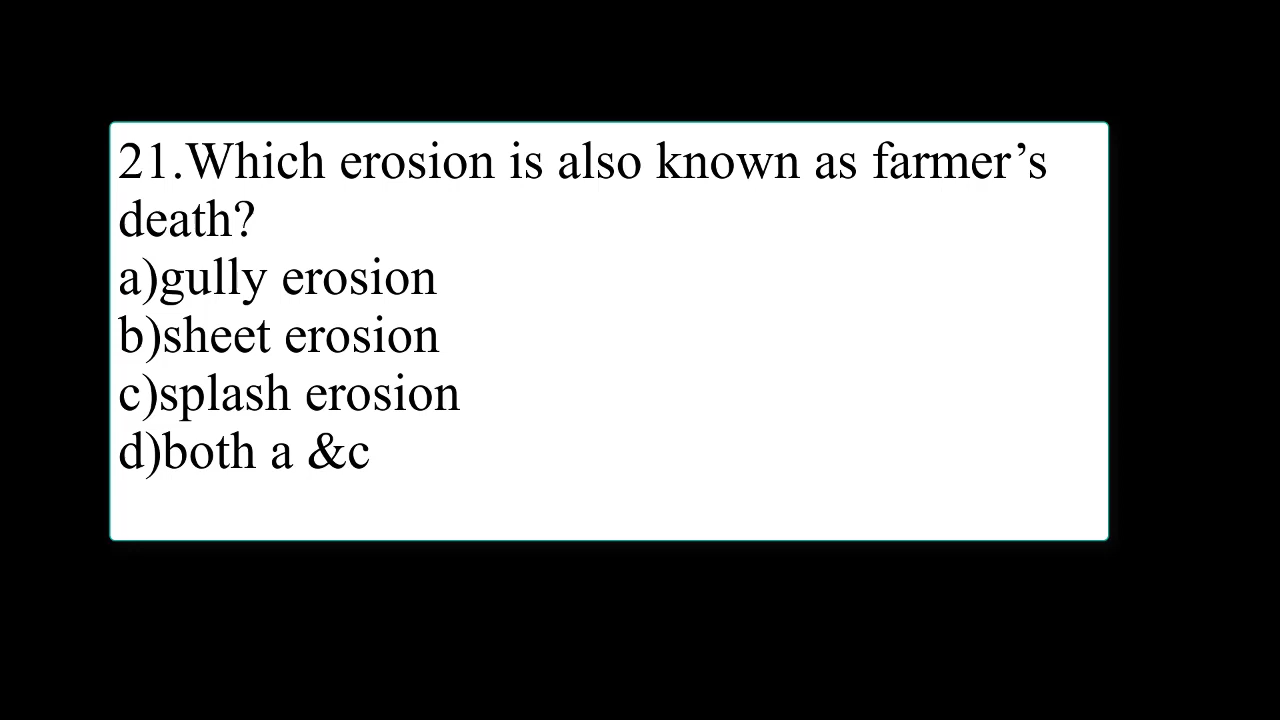 21.Which erosion is also known as farmer’s
death?
a)gully erosion
b)sheet erosion
c)splash erosion
d)both a &c